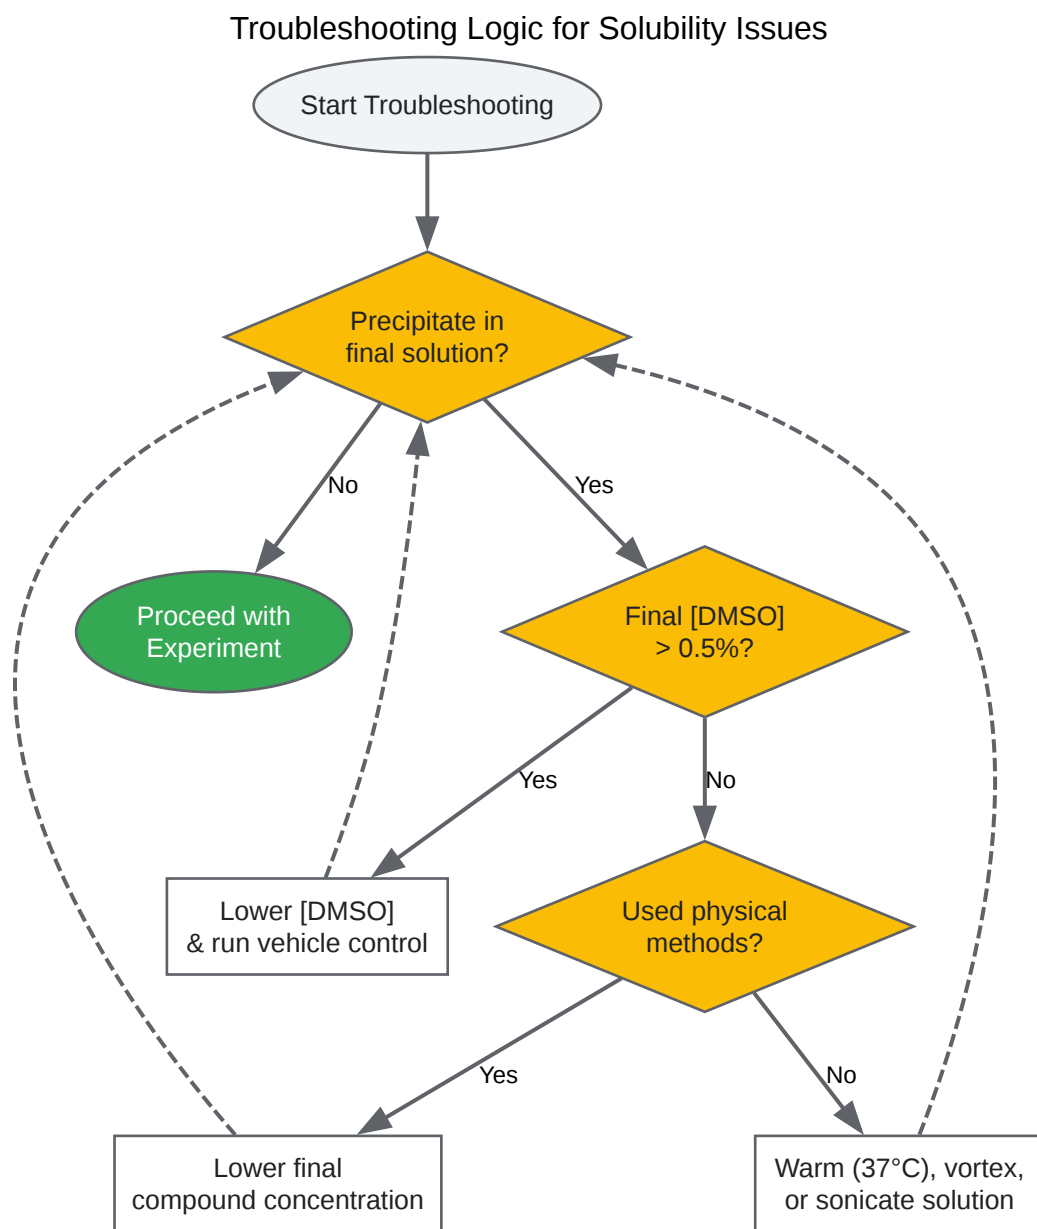 Troubleshooting Logic for Solubility Issues
Start Troubleshooting
Precipitate in
final solution?
No
Yes
Proceed with
Experiment
Final [DMSO]
> 0.5%?
Yes
No
Lower [DMSO]
& run vehicle control
Used physical
methods?
Yes
No
Lower final
compound concentration
Warm (37°C), vortex,
or sonicate solution